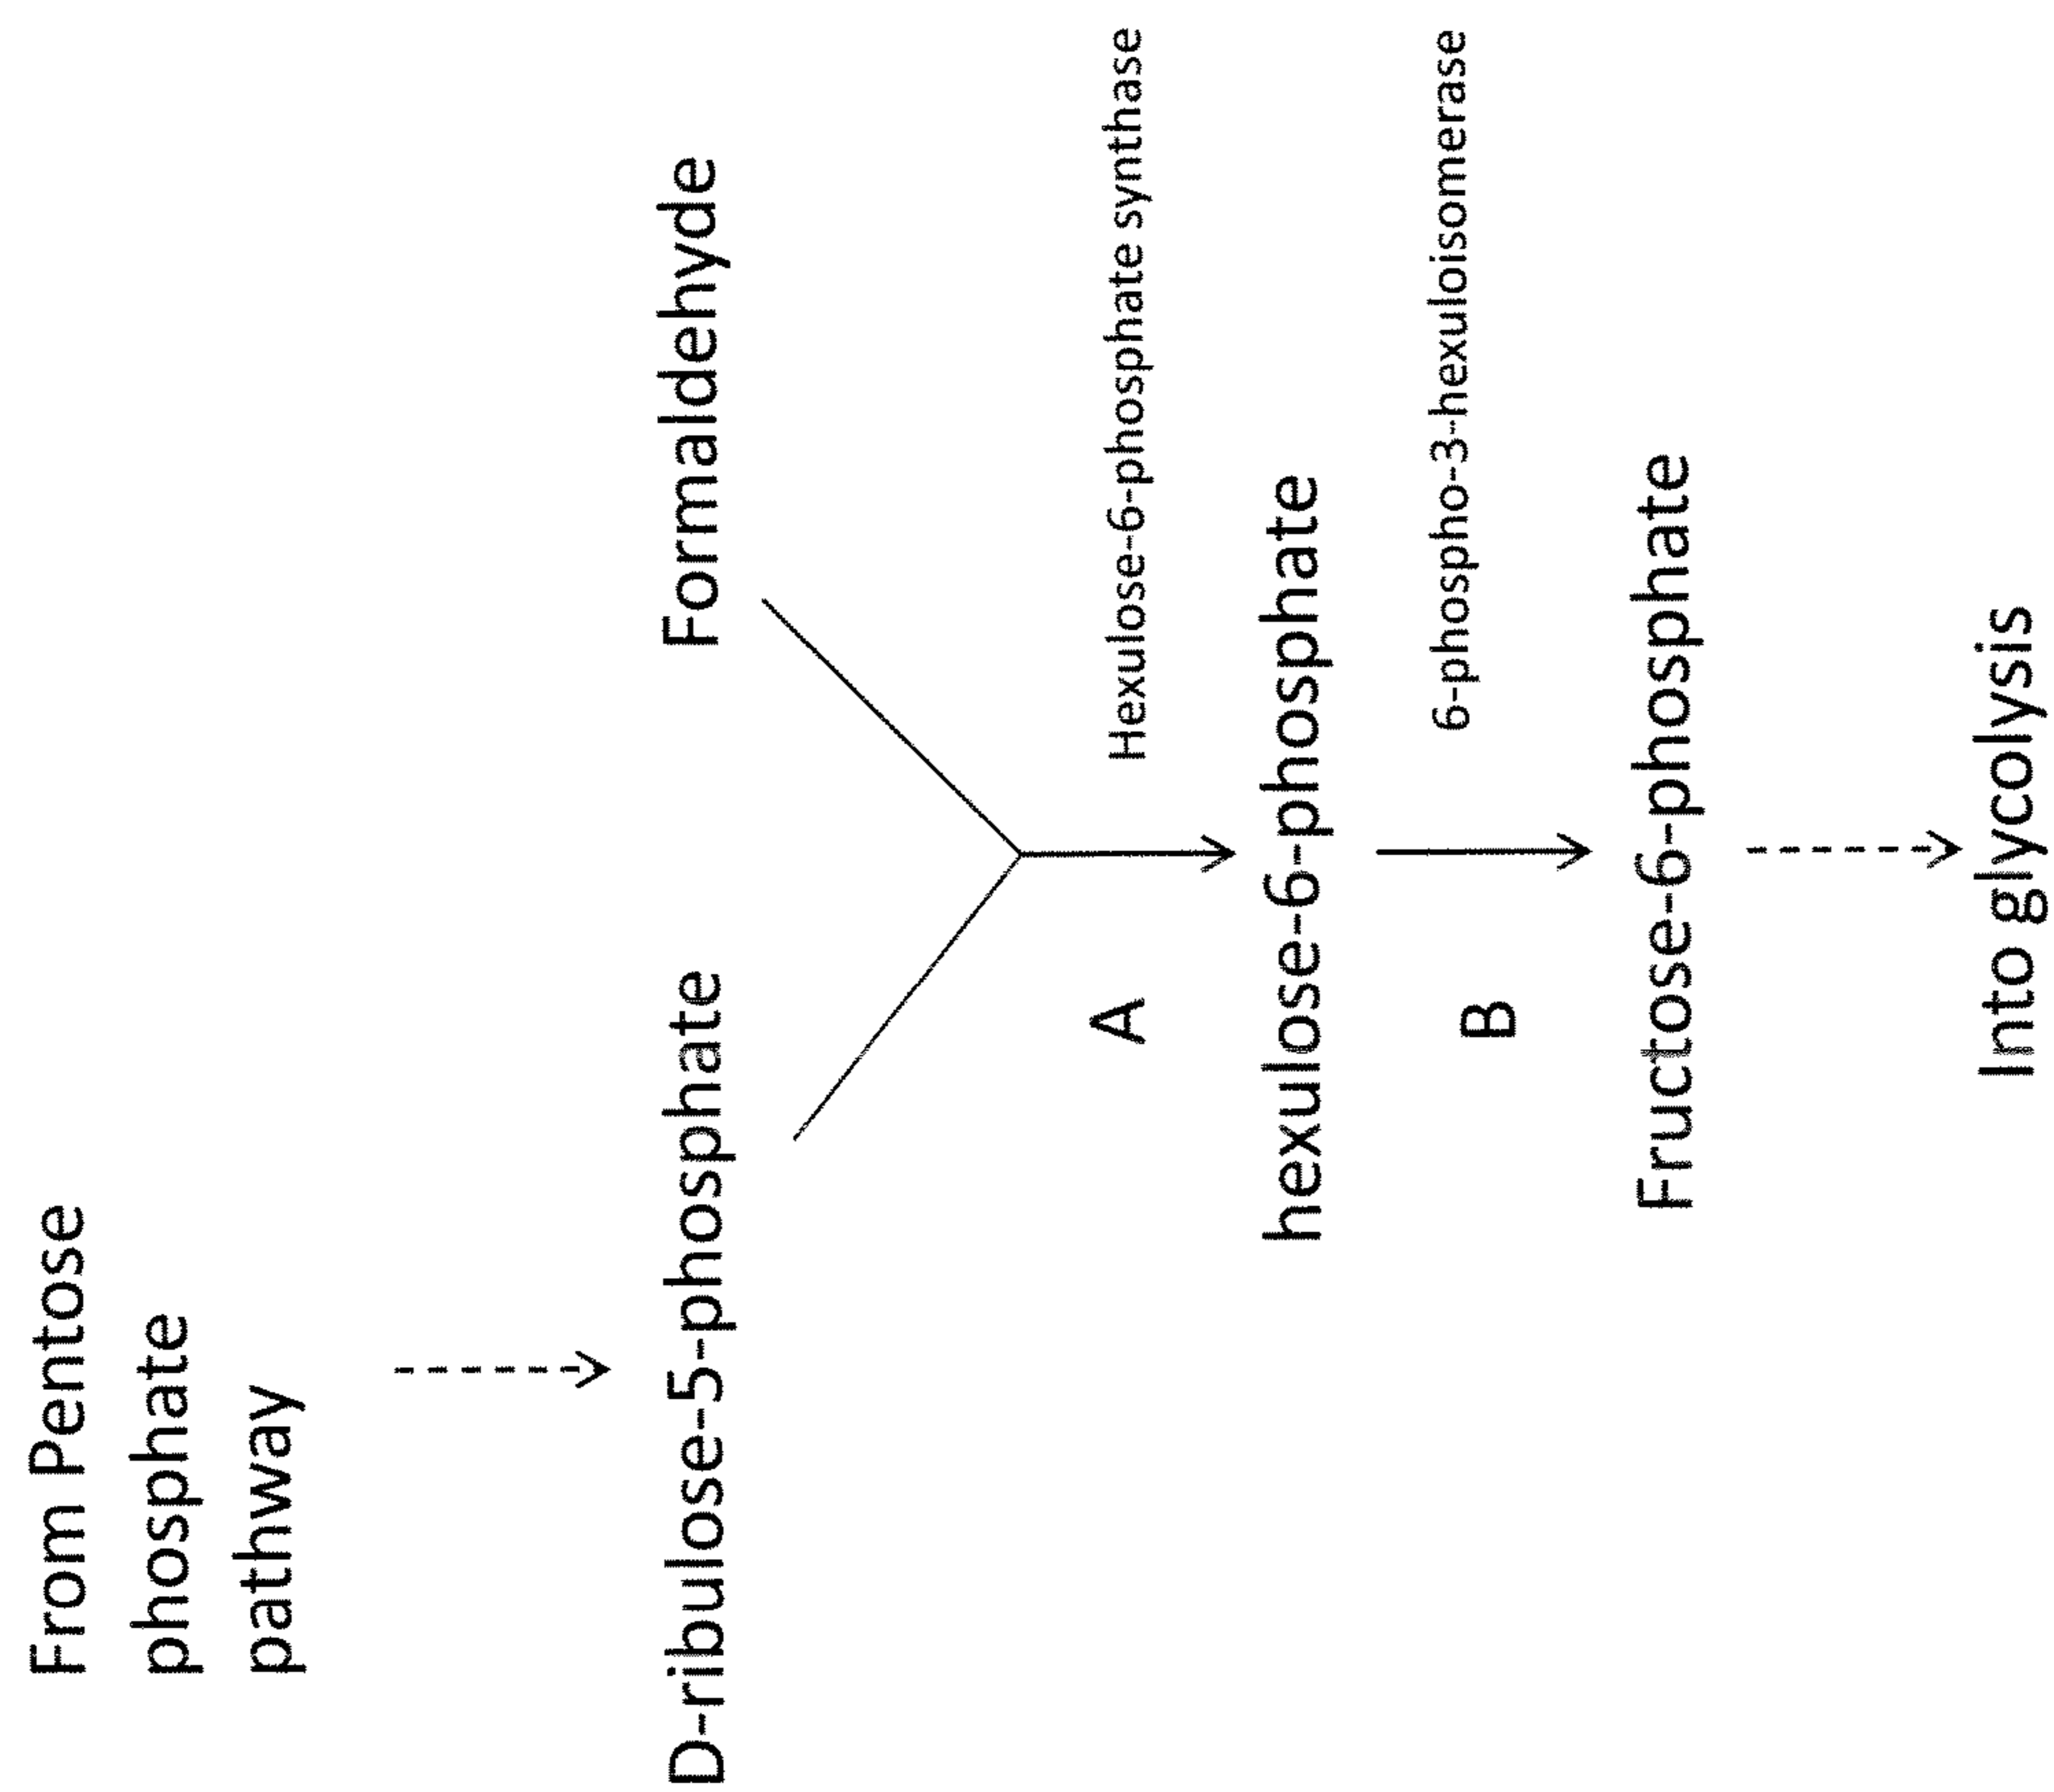 From Pentose
phosphate
pathway
D-ribulose-5-phosphate
Formaldehyde
A
Hexulose-6-phosphate synthase
hexulose-6-phosphate
B
6-phospho-3-hexuloisomerase
Fructose-6-phosphate
Into glycolysis